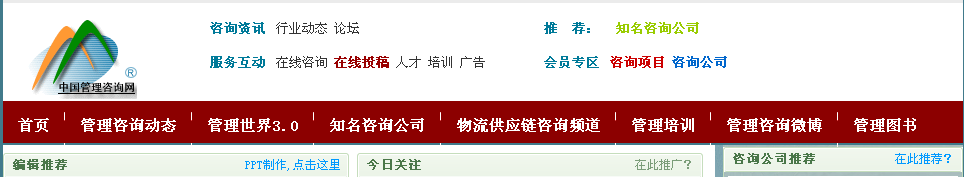 咨询资讯 行业动态 论坛 推 荐： 知名咨询公司
服务互动 在线咨询 在线投稿 人才 培训 广告 会员专区 咨询项目 咨询公司
®
中国管理咨询网
首页 管理咨询动态 管理世界3.0 知名咨询公司 物流供应链咨询频道 管理培训 管理咨询微博 管理图书
编辑推荐 PPT制作,点击这里 今日关注 在此推广? 咨询公司推荐 在此推荐?